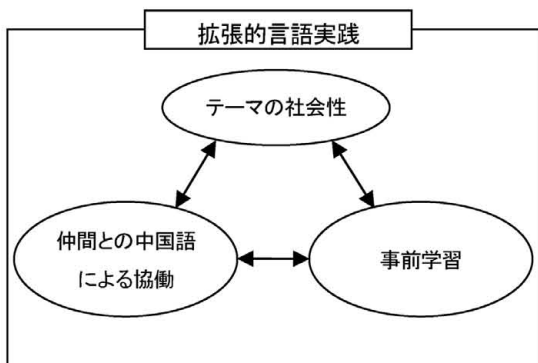 拡張的言語実践
テーマの社会性
仲間との中国語
による協働
事前学習